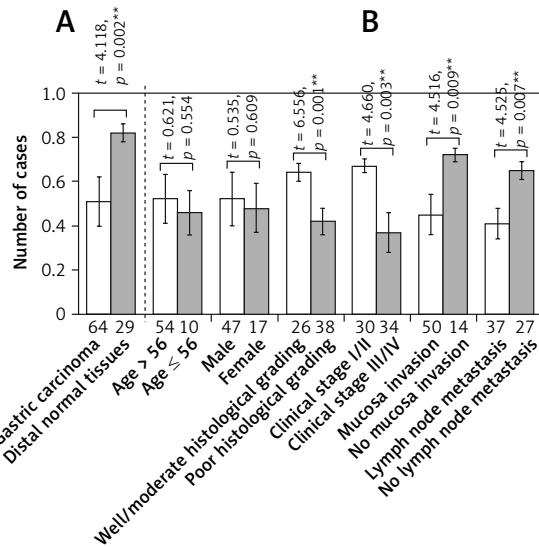 A
B
t = 4.118,
p = 0.002**
t = 0.621,
p = 0.554
t = 0.535,
p = 0.609
t = 6.556,
p = 0.001**
t = 4.660,
p = 0.003**
t = 4.516,
p = 0.009**
t = 4.525,
p = 0.007**
Number of cases
1.0
0.8
0.6
0.4
0.2
0
64 29 54 10 47 17 26 38 30 34 50 14 37 27
Gastric carcinoma
Distal normal tissues
Age > 56
Age ≤ 56
Male
Female
Well/moderate histological grading
Poor histological grading
Clinical stage I/II
Clinical stage III/IV
Mucosa invasion
No mucosa invasion
Lymph node metastasis
No lymph node metastasis